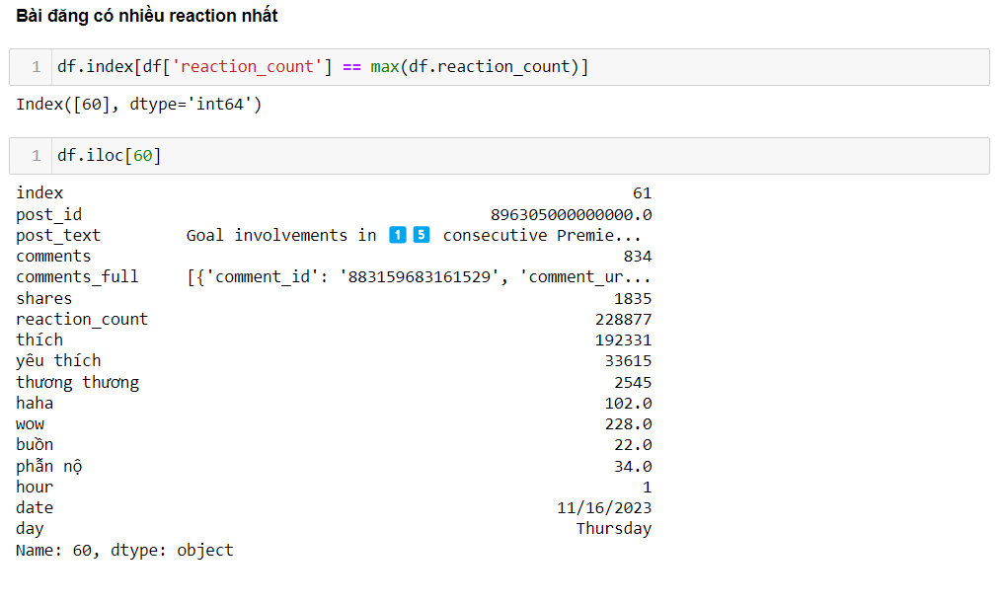 Bài đăng có nhiều reaction nhất
1 df.index[df['reaction_count'] == max(df.reaction_count)]
Index([60], dtype='int64')
1 df.iloc[60]
index 61
post_id 896305000000000.0
post_text Goal involvements in 1️⃣5️⃣ consecutive Premie...
comments 834
comments_full [{'comment_id': '883159683161529', 'comment_ur...
shares 1835
reaction_count 228877
thích 192331
yêu thích 33615
thương thương 2545
haha 102.0
wow 228.0
buồn 22.0
phẫn nộ 34.0
hour 1
date 11/16/2023
day Thursday
Name: 60, dtype: object